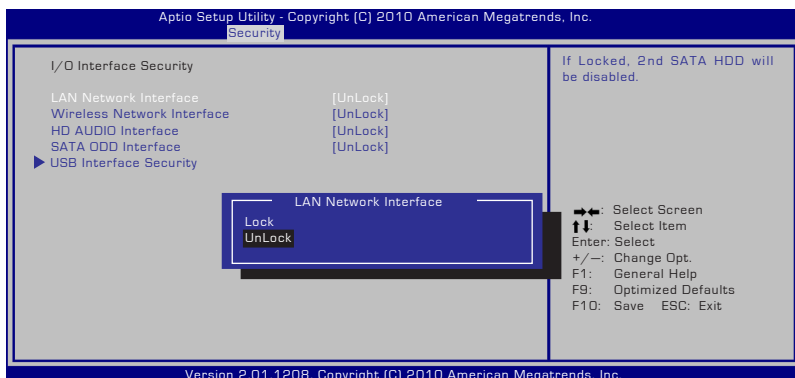 Aptio Setup Utility - Copyright (C) 2010 American Megatrends, Inc.
Security
I/O Interface Security
LAN Network Interface [UnLock]
Wireless Network Interface [UnLock]
HD AUDIO Interface [UnLock]
SATA ODD Interface [UnLock]
USB Interface Security
If Locked, 2nd SATA HDD will
be disabled.
LAN Network Interface
Lock
UnLock
→←: Select Screen
↑↓: Select Item
Enter: Select
+/—: Change Opt.
F1: General Help
F9: Optimized Defaults
F10: Save ESC: Exit
Version 2.01.1208. Copyright (C) 2010 American Megatrends, Inc.